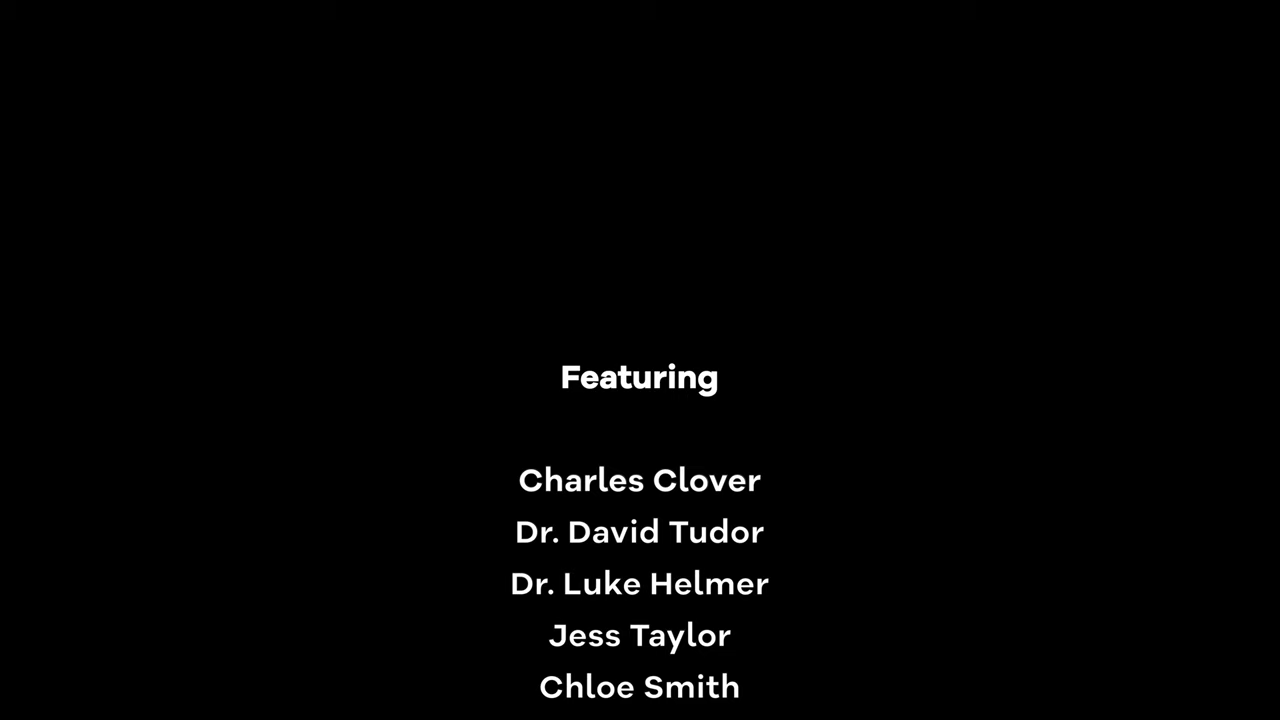 Featuring
Charles Clover
Dr. David Tudor
Dr. Luke Helmer
Jess Taylor
Chloe Smith